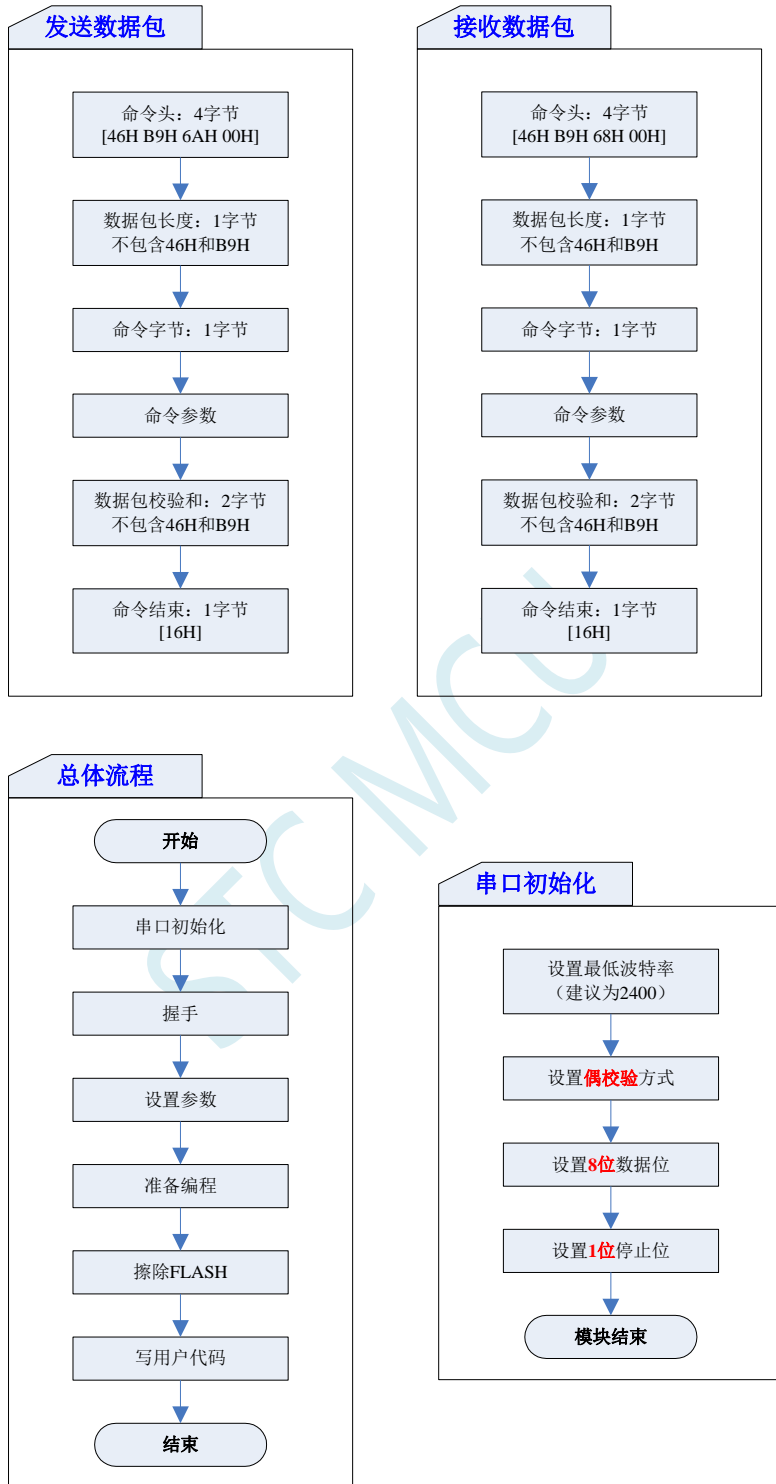 发送数据包
命令头：4字节
[46H B9H 6AH 00H]
数据包长度：1字节
不包含46H和B9H
命令字节：1字节
命令参数
数据包校验和：2字节
不包含46H和B9H
命令结束：1字节
[16H]
接收数据包
命令头：4字节
[46H B9H 68H 00H]
数据包长度：1字节
不包含46H和B9H
命令字节：1字节
命令参数
数据包校验和：2字节
不包含46H和B9H
命令结束：1字节
[16H]
总体流程
开始
串口初始化
握手
设置参数
准备编程
擦除FLASH
写用户代码
结束
串口初始化
设置最低波特率
（建议为2400）
设置偶校验方式
设置8位数据位
设置1位停止位
模块结束
STC MCU